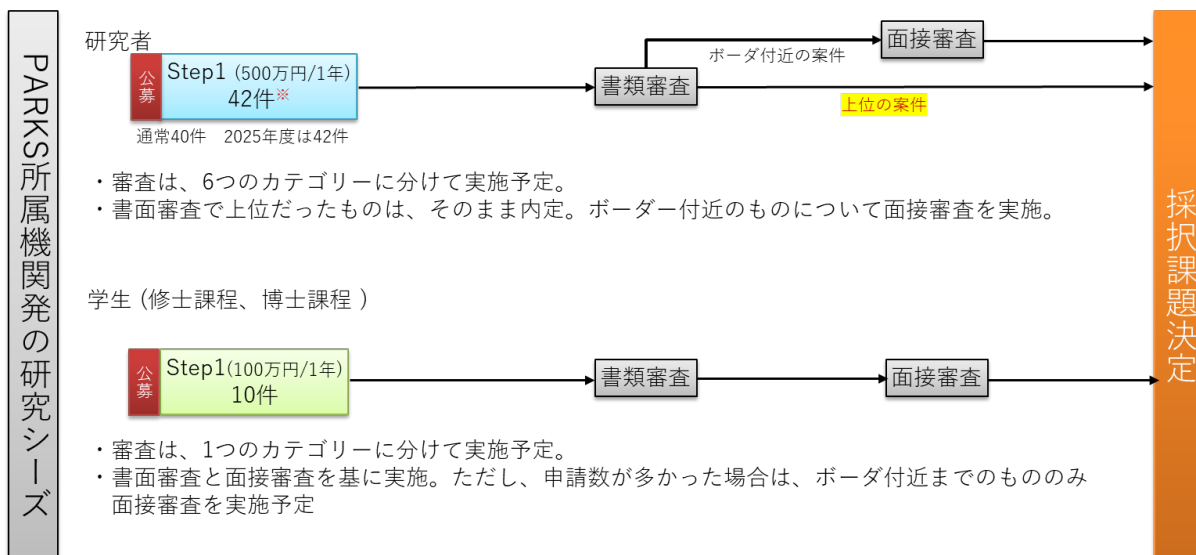 PARKS所属機関発の研究シーズ
研究者
公募
Step1 (500万円/1年)
42件※
通常40件　2025年度は42件
書類審査
ボーダ付近の案件
面接審査
上位の案件
・審査は、6つのカテゴリーに分けて実施予定。
・書面審査で上位だったものは、そのまま内定。ボーダー付近のものについて面接審査を実施。
学生 (修士課程、博士課程 )
公募
Step1(100万円/1年)
10件
書類審査
面接審査
・審査は、1つのカテゴリーに分けて実施予定。
・書面審査と面接審査を基に実施。ただし、申請数が多かった場合は、ボーダ付近までのもののみ
面接審査を実施予定
採択課題決定